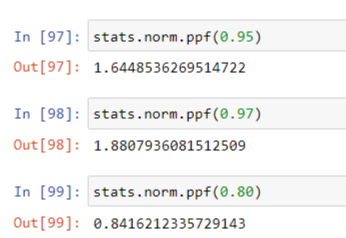 In [97]: stats.norm.ppf(0.95)
Out[97]: 1.6448536269514722
In [98]: stats.norm.ppf(0.97)
Out[98]: 1.8807936081512509
In [99]: stats.norm.ppf(0.80)
Out[99]: 0.8416212335729143